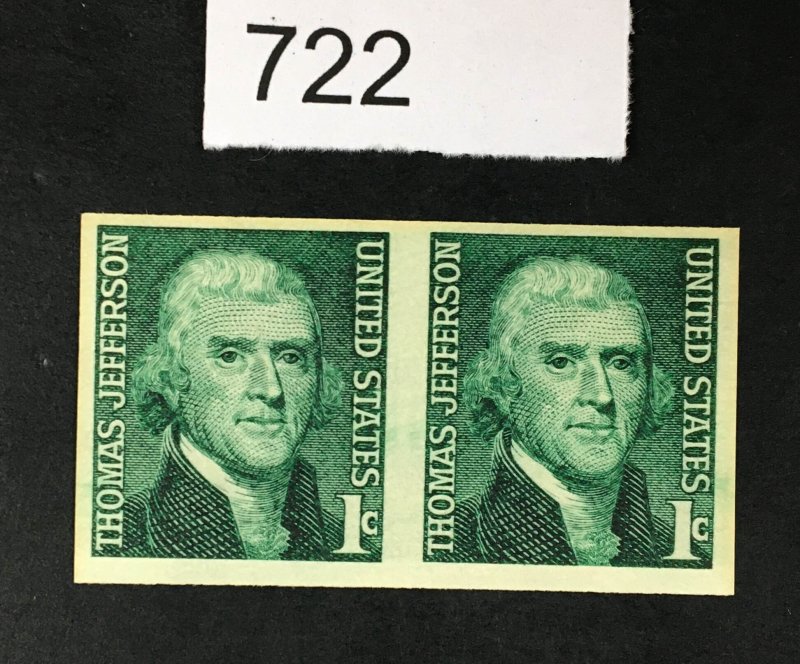 722
THOMAS JEFFERSON
UNITED STATES
1c
THOMAS JEFFERSON
UNITED STATES
1c